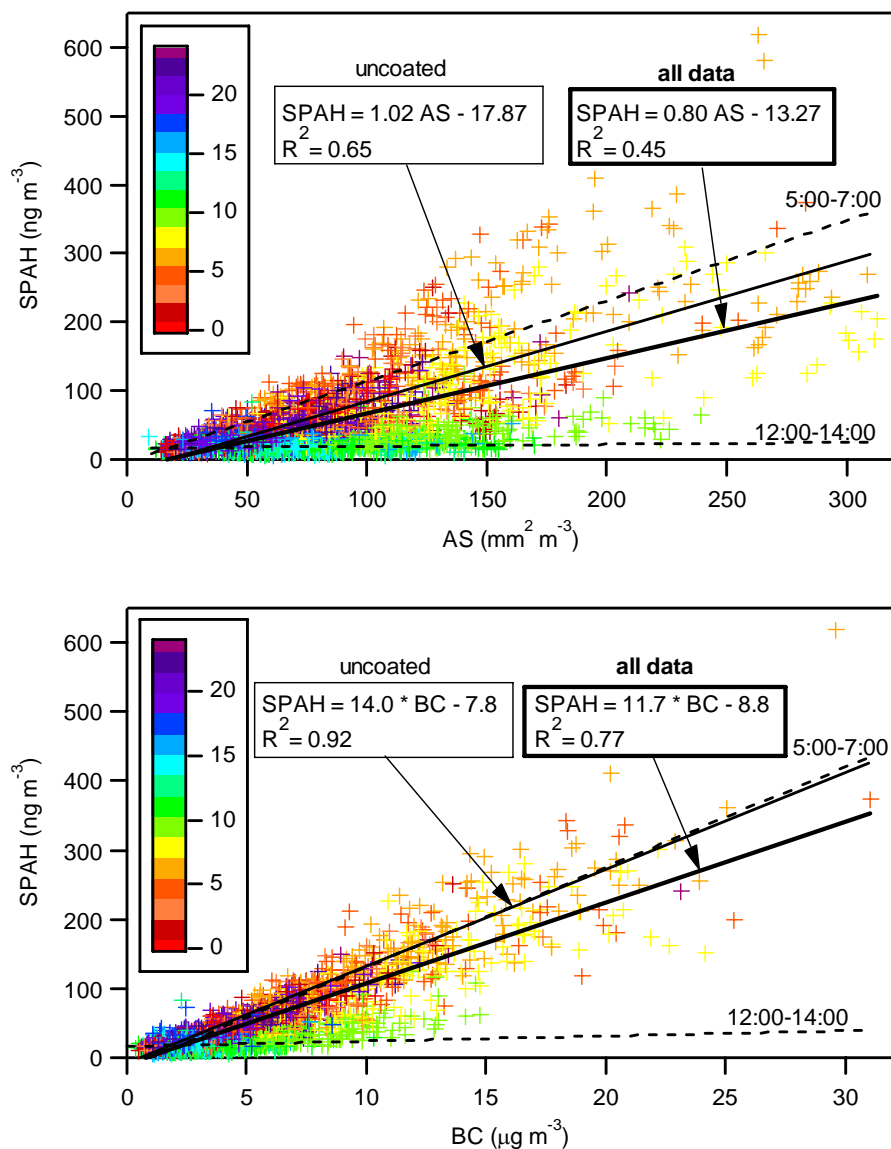 600
500
400
300
200
100
0
SPAH (ng m⁻³)
20
15
10
5
0
uncoated
SPAH = 1.02 AS - 17.87
R² = 0.65
all data
SPAH = 0.80 AS - 13.27
R² = 0.45
5:00-7:00
12:00-14:00
0 50 100 150 200 250 300
AS (mm² m⁻³)
600
500
400
300
200
100
0
SPAH (ng m⁻³)
20
15
10
5
0
uncoated
SPAH = 14.0 * BC - 7.8
R² = 0.92
all data
SPAH = 11.7 * BC - 8.8
R² = 0.77
5:00-7:00
12:00-14:00
0 5 10 15 20 25 30
BC (μg m⁻³)